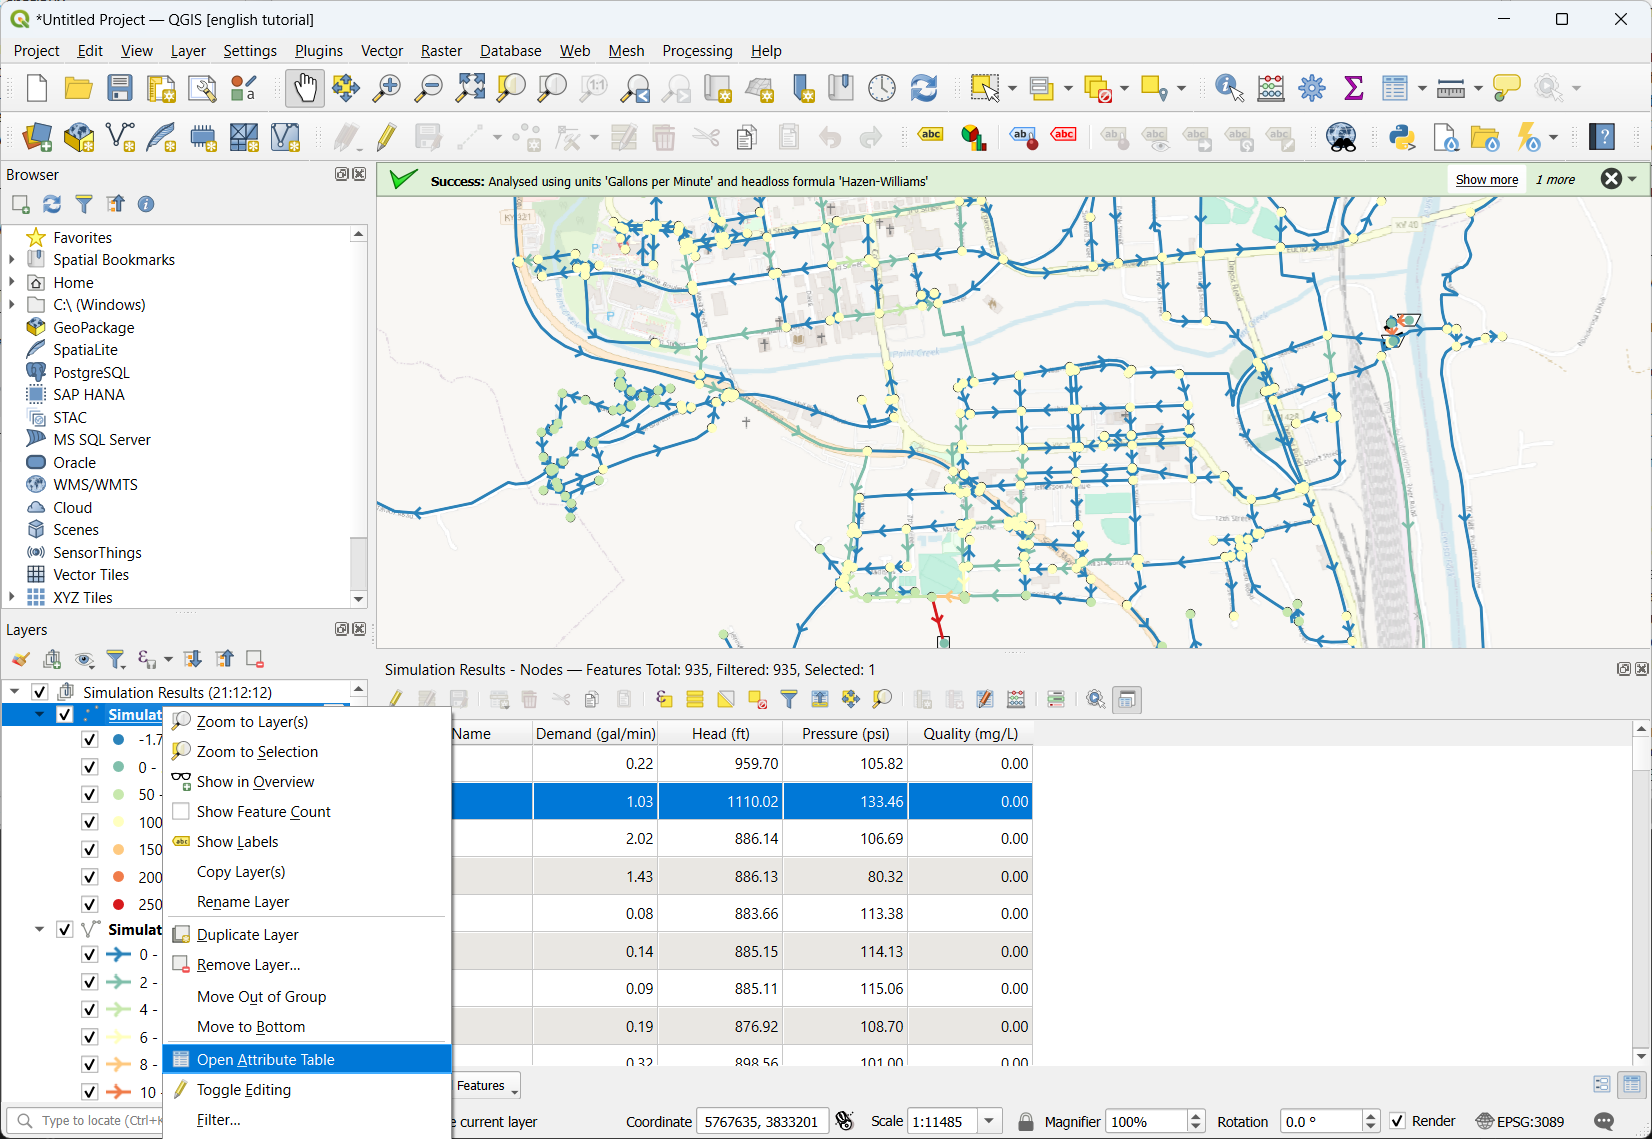 *Untitled Project — QGIS [english tutorial]
Project Edit View Layer Settings Plugins Vector Raster Database Web Mesh Processing Help
Browser
Success: Analysed using units 'Gallons per Minute' and headloss formula 'Hazen-Williams'
Show more
1 more
Favorites
Spatial Bookmarks
Home
C:\ (Windows)
GeoPackage
SpatiaLite
PostgreSQL
SAP HANA
STAC
MS SQL Server
Oracle
WMS/WMTS
Cloud
Scenes
SensorThings
Vector Tiles
XYZ Tiles
KY 321
Paint Creek
KY 40
12th Street
Layers
Simulation Results (21:12:12)
Simulat
-1.7
0 -
50 -
100
150
200
250
Simulat
0 -
2 -
4 -
6 -
8 -
10
Zoom to Layer(s)
Zoom to Selection
Show in Overview
Show Feature Count
Show Labels
Copy Layer(s)
Rename Layer
Duplicate Layer
Remove Layer...
Move Out of Group
Move to Bottom
Open Attribute Table
Toggle Editing
Filter...
Simulation Results - Nodes — Features Total: 935, Filtered: 935, Selected: 1
Name Demand (gal/min) Head (ft) Pressure (psi) Quality (mg/L)
0.22 959.70 105.82 0.00
1.03 1110.02 133.46 0.00
2.02 886.14 106.69 0.00
1.43 886.13 80.32 0.00
0.08 883.66 113.38 0.00
0.14 885.15 114.13 0.00
0.09 885.11 115.06 0.00
0.19 876.92 108.70 0.00
0.32 898.56 101.00 0.00
Features
Type to locate (Ctrl+K
e current layer
Coordinate 5767635, 3833201
Scale 1:11485
Magnifier 100%
Rotation 0.0 °
Render
EPSG:3089